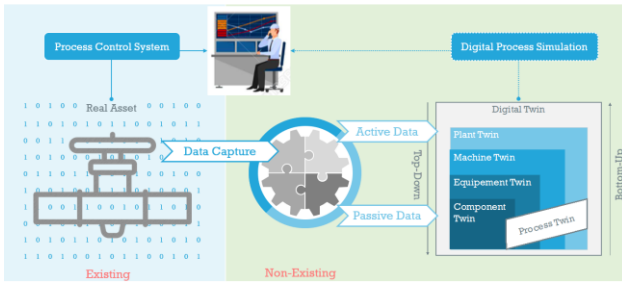 Process Control System
Digital Process Simulation
Real Asset
Digital Twin
Active Data
Plant Twin
Data Capture
Machine Twin
Top-Down
Bottom-Up
Equipement Twin
Passive Data
Component
Twin
Process Twin
Existing
Non-Existing